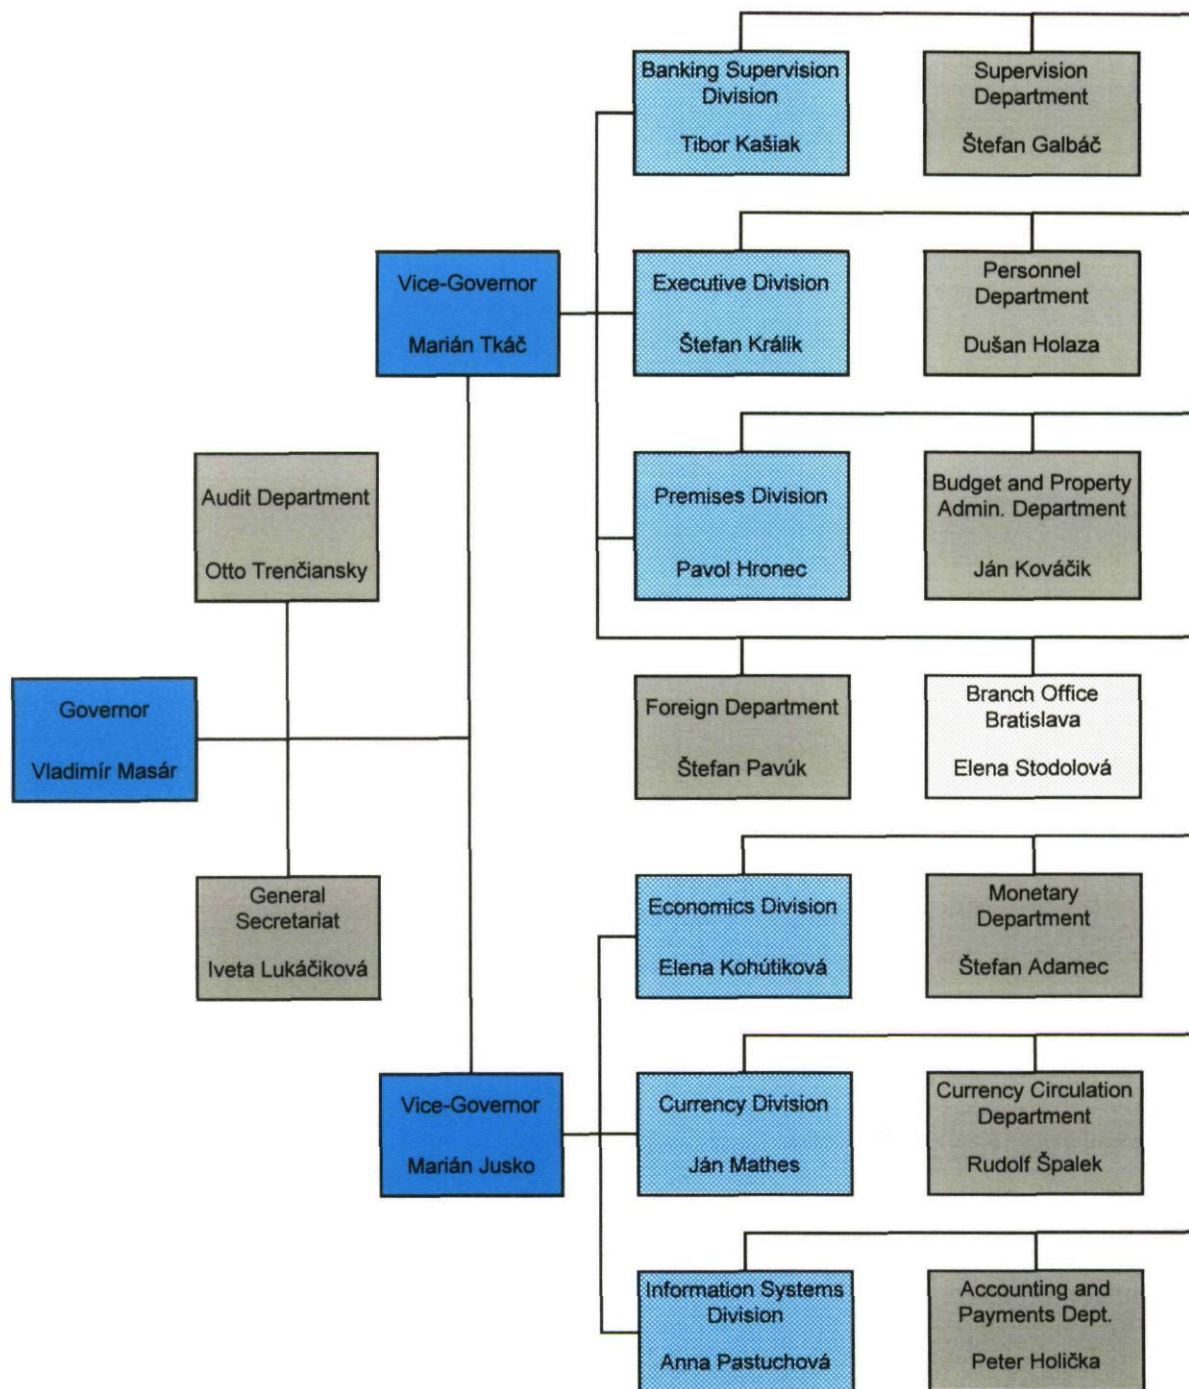 Banking Supervision
Division
Tibor Kašiak
Supervision
Department
Štefan Galbáč
Vice-Governor
Marián Tkáč
Executive Division
Štefan Králik
Personnel
Department
Dušan Holaza
Audit Department
Otto Trenčiansky
Premises Division
Pavol Hronec
Budget and Property
Admin. Department
Ján Kováčik
Governor
Vladimír Masár
Foreign Department
Štefan Pavúk
Branch Office
Bratislava
Elena Stodolová
General
Secretariat
Iveta Lukáčiková
Economics Division
Elena Kohútiková
Monetary
Department
Štefan Adamec
Vice-Governor
Marián Jusko
Currency Division
Ján Mathes
Currency Circulation
Department
Rudolf Špalek
Information Systems
Division
Anna Pastuchová
Accounting and
Payments Dept.
Peter Holička